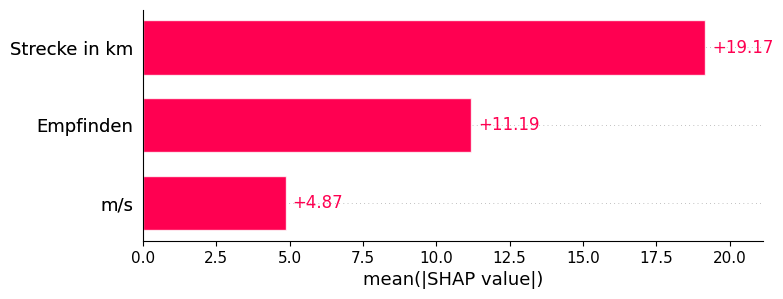 Strecke in km
+19.17
Empfinden
+11.19
m/s
+4.87
0.0 2.5 5.0 7.5 10.0 12.5 15.0 17.5 20.0
mean(|SHAP value|)